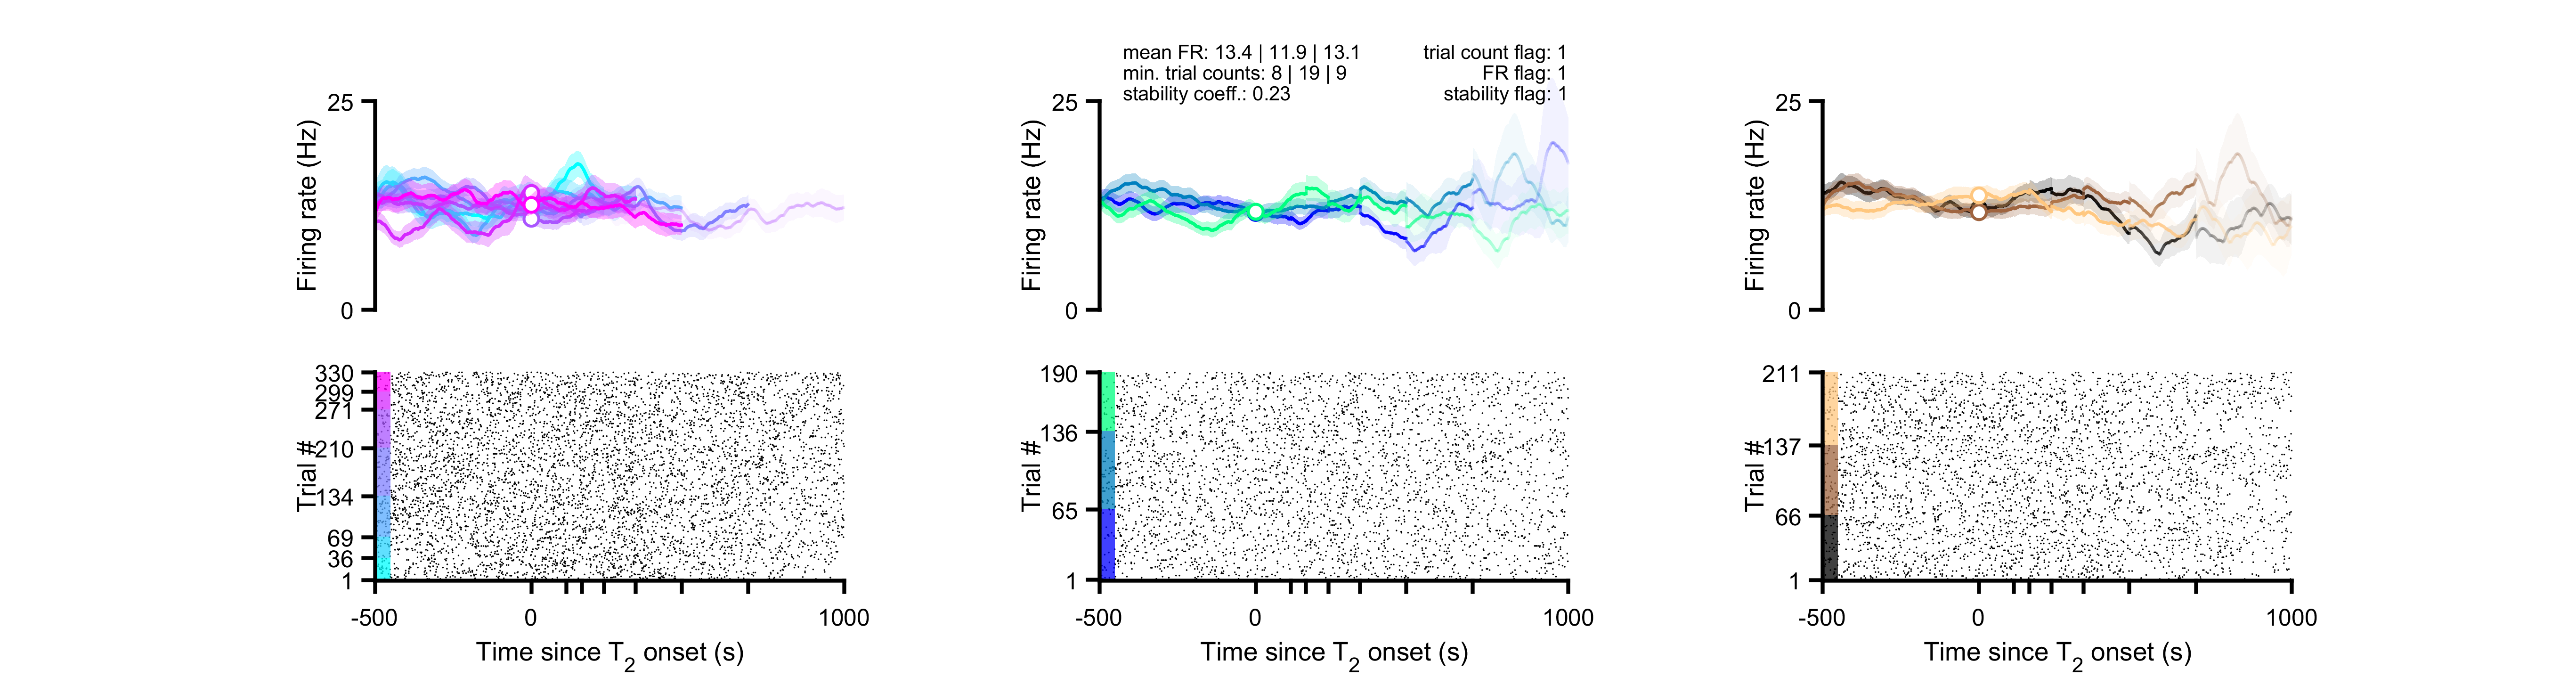 mean FR: 13.4 | 11.9 | 13.1
min. trial counts: 8 | 19 | 9
stability coeff.: 0.23
trial count flag: 1
FR flag: 1
stability flag: 1
25
Firing rate (Hz)
0
25
Firing rate (Hz)
0
25
Firing rate (Hz)
0
330
299
271
210
134
69
36
1
Trial #
-500
0
1000
Time since T2 onset (s)
190
136
65
1
Trial #
-500
0
1000
Time since T2 onset (s)
211
137
66
1
Trial #
-500
0
1000
Time since T2 onset (s)